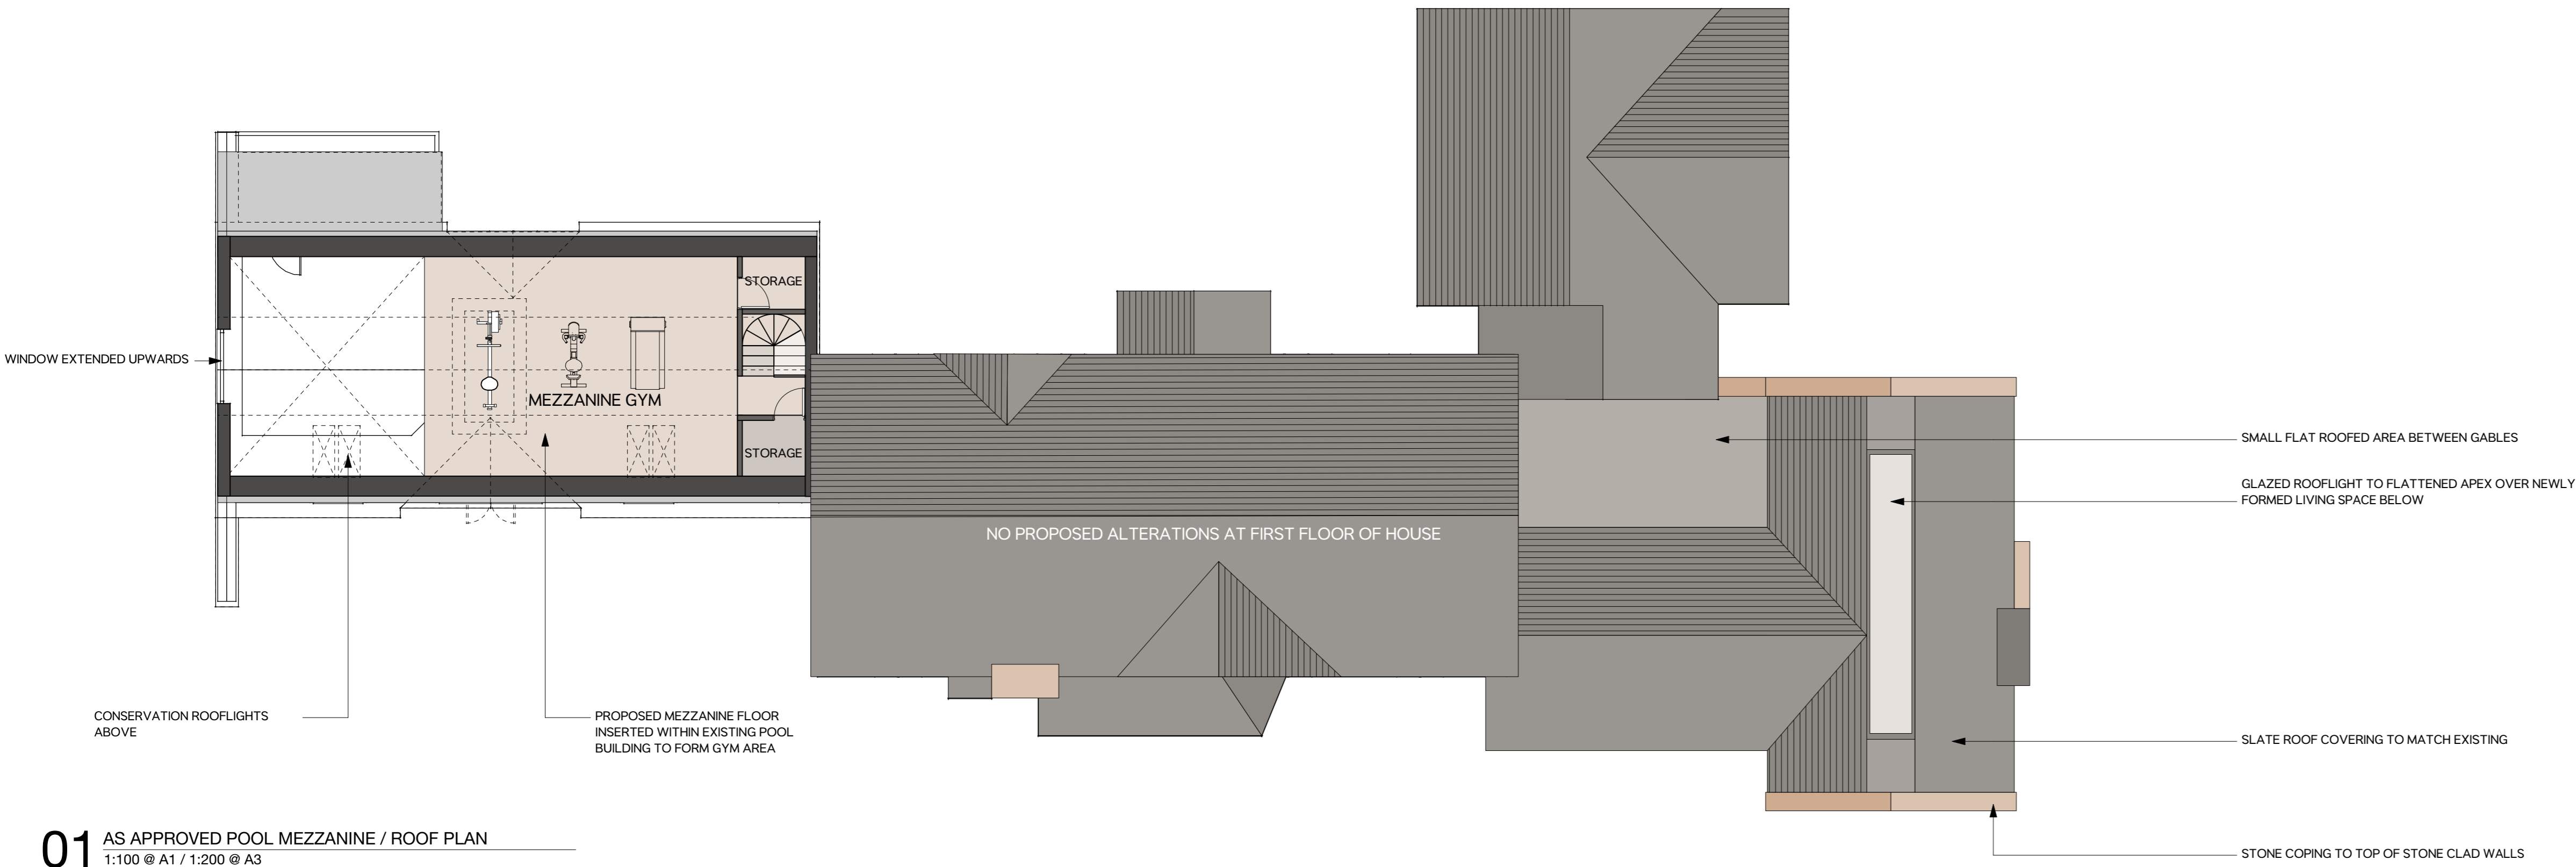 STORAGE
WINDOW EXTENDED UPWARDS
MEZZANINE GYM
STORAGE
SMALL FLAT ROOFED AREA BETWEEN GABLES
GLAZED ROOFLIGHT TO FLATTENED APEX OVER NEWLY
FORMED LIVING SPACE BELOW
NO PROPOSED ALTERATIONS AT FIRST FLOOR OF HOUSE
CONSERVATION ROOFLIGHTS
ABOVE
PROPOSED MEZZANINE FLOOR
INSERTED WITHIN EXISTING POOL
BUILDING TO FORM GYM AREA
SLATE ROOF COVERING TO MATCH EXISTING
01 AS APPROVED POOL MEZZANINE / ROOF PLAN
1:100 @ A1 / 1:200 @ A3
STONE COPING TO TOP OF STONE CLAD WALLS